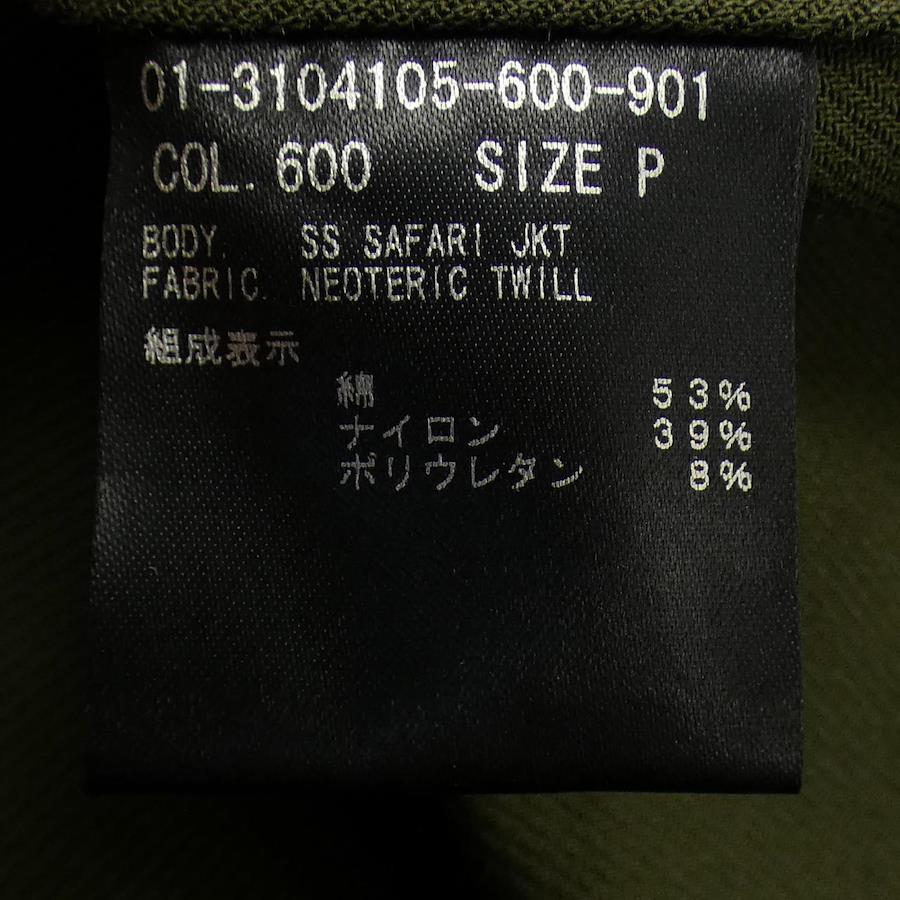 01-3104105-600-901
COL. 600 SIZE P
BODY. SS SAFARI JKT
FABRIC. NEOTERIC TWILL
組成表示
綿 53%
ナイロン 39%
ポリウレタン 8%